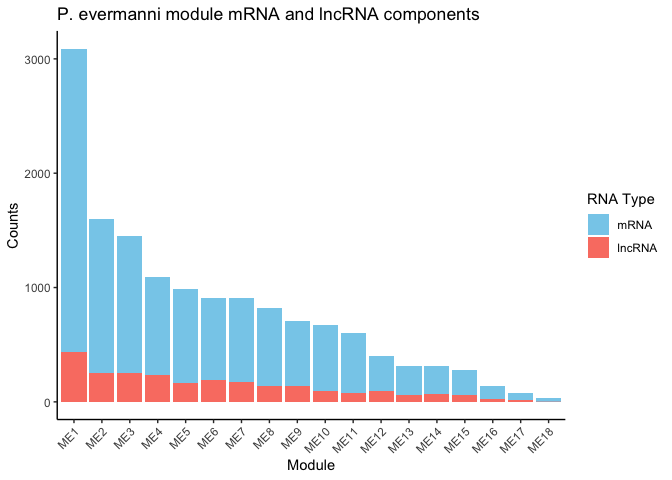 P. evermanni module mRNA and lncRNA components
3000
2000
1000
0
Counts
ME1
ME2
ME3
ME4
ME5
ME6
ME7
ME8
ME9
ME10
ME11
ME12
ME13
ME14
ME15
ME16
ME17
ME18
Module
RNA Type
mRNA
lncRNA